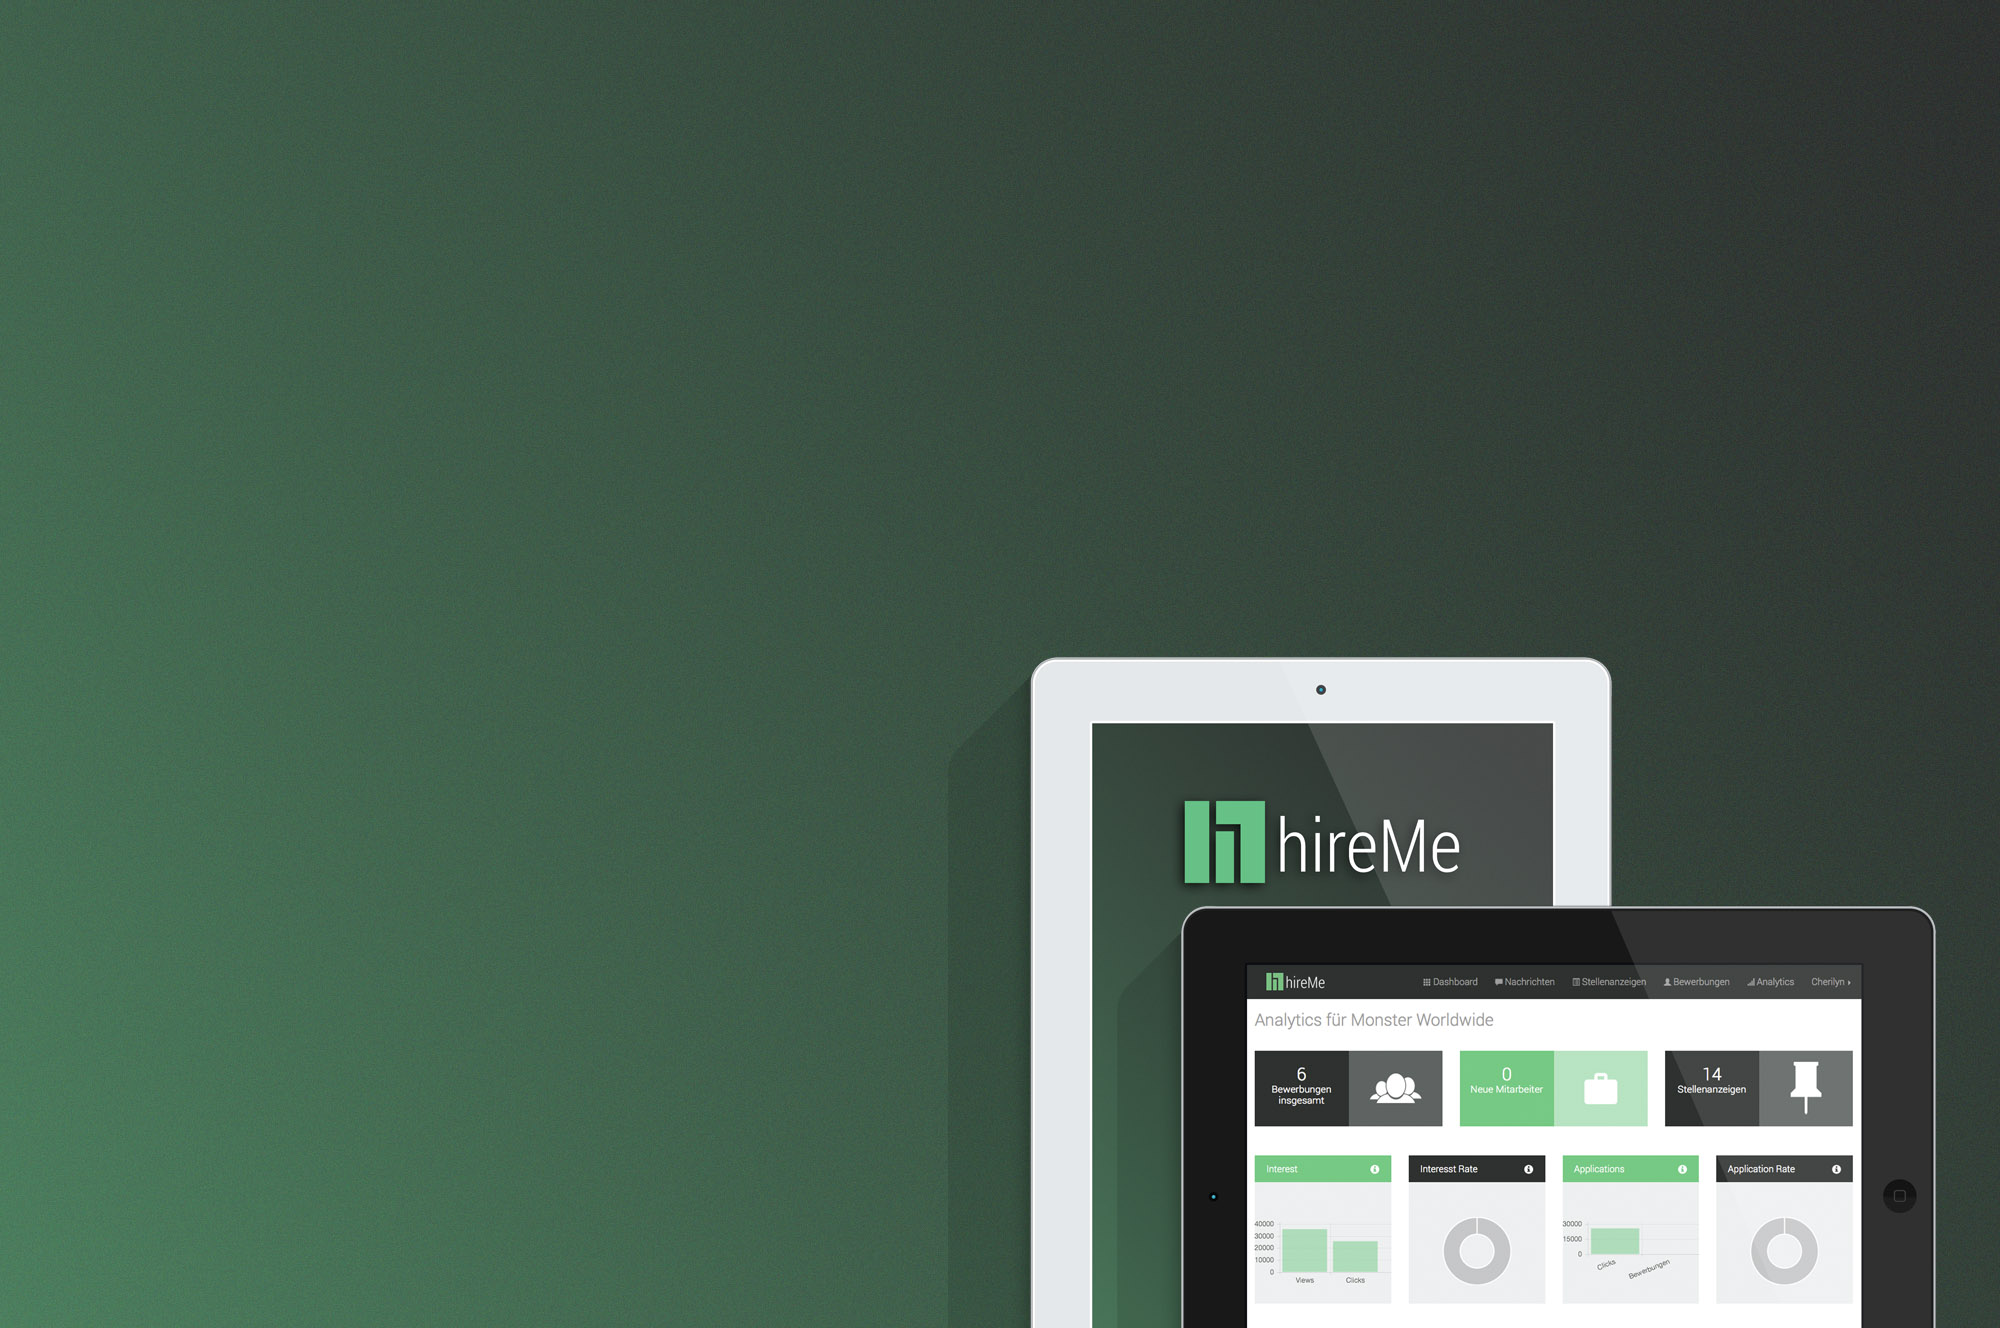 hireMe
hireMe
Dashboard
Nachrichten
Stellenanzeigen
Bewerbungen
Analytics
Cherilyn
Analytics für Monster Worldwide
6
Bewerbungen
insgesamt
0
Neue Mitarbeiter
14
Stellenanzeigen
Interest
40000
30000
20000
10000
0
Views
Clicks
Interesst Rate
Applications
30000
15000
0
Clicks
Bewerbungen
Application Rate